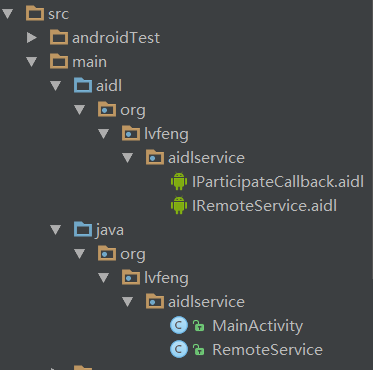 src
androidTest
main
aidl
org
lvfeng
aidlservice
IParticipateCallback.aidl
IRemoteService.aidl
java
org
lvfeng
aidlservice
MainActivity
RemoteService